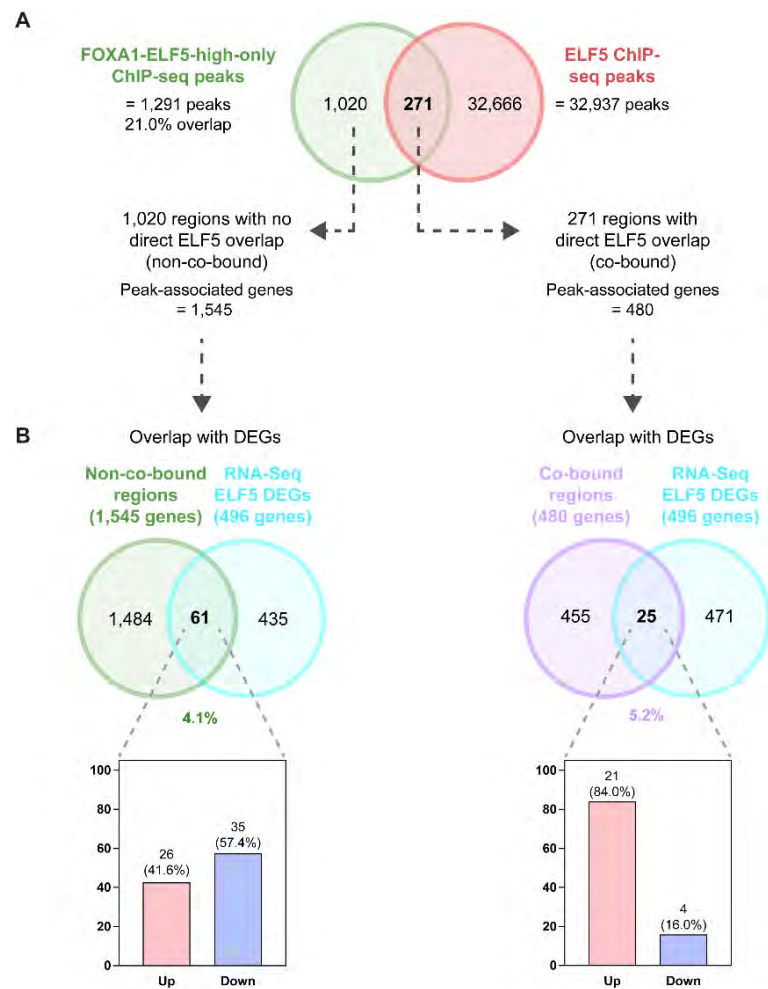 A
FOXA1-ELF5-high-only
ChIP-seq peaks
= 1,291 peaks
21.0% overlap
1,020
271
32,666
ELF5 ChIP-
seq peaks
= 32,937 peaks
1,020 regions with no
direct ELF5 overlap
(non-co-bound)
Peak-associated genes
= 1,545
271 regions with
direct ELF5 overlap
(co-bound)
Peak-associated genes
= 480
B
Overlap with DEGs
Non-co-bound
regions
(1,545 genes)
RNA-Seq
ELF5 DEGs
(496 genes)
1,484
61
435
4.1%
100
80
60
40
20
0
26
(41.6%)
35
(57.4%)
Up
Down
Overlap with DEGs
Co-bound
regions
(480 genes)
RNA-Seq
ELF5 DEGs
(496 genes)
455
25
471
5.2%
100
80
60
40
20
0
21
(84.0%)
4
(16.0%)
Up
Down